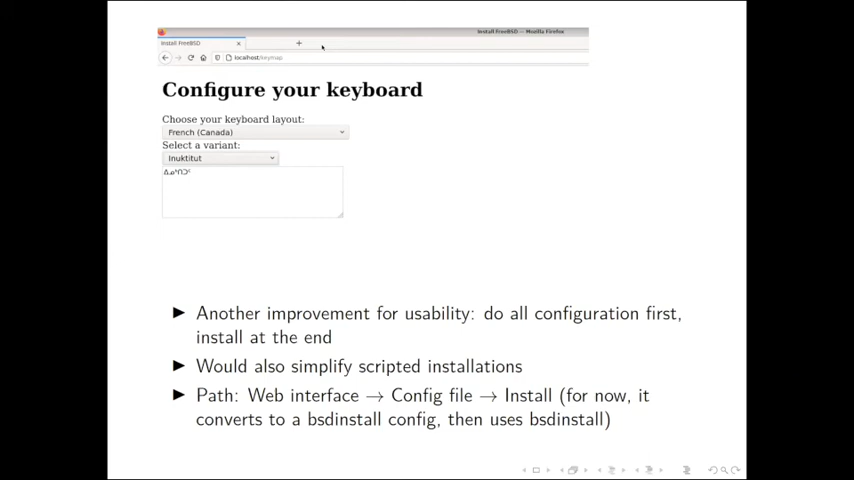 Install FreeBSD — Mozilla Firefox
Install FreeBSD
localhost/keymap
Configure your keyboard
Choose your keyboard layout:
French (Canada)
Select a variant:
Inuktitut
ᐃᓄᒃᑎᑐᑦ
▶ Another improvement for usability: do all configuration first,
install at the end
▶ Would also simplify scripted installations
▶ Path: Web interface → Config file → Install (for now, it
converts to a bsdinstall config, then uses bsdinstall)